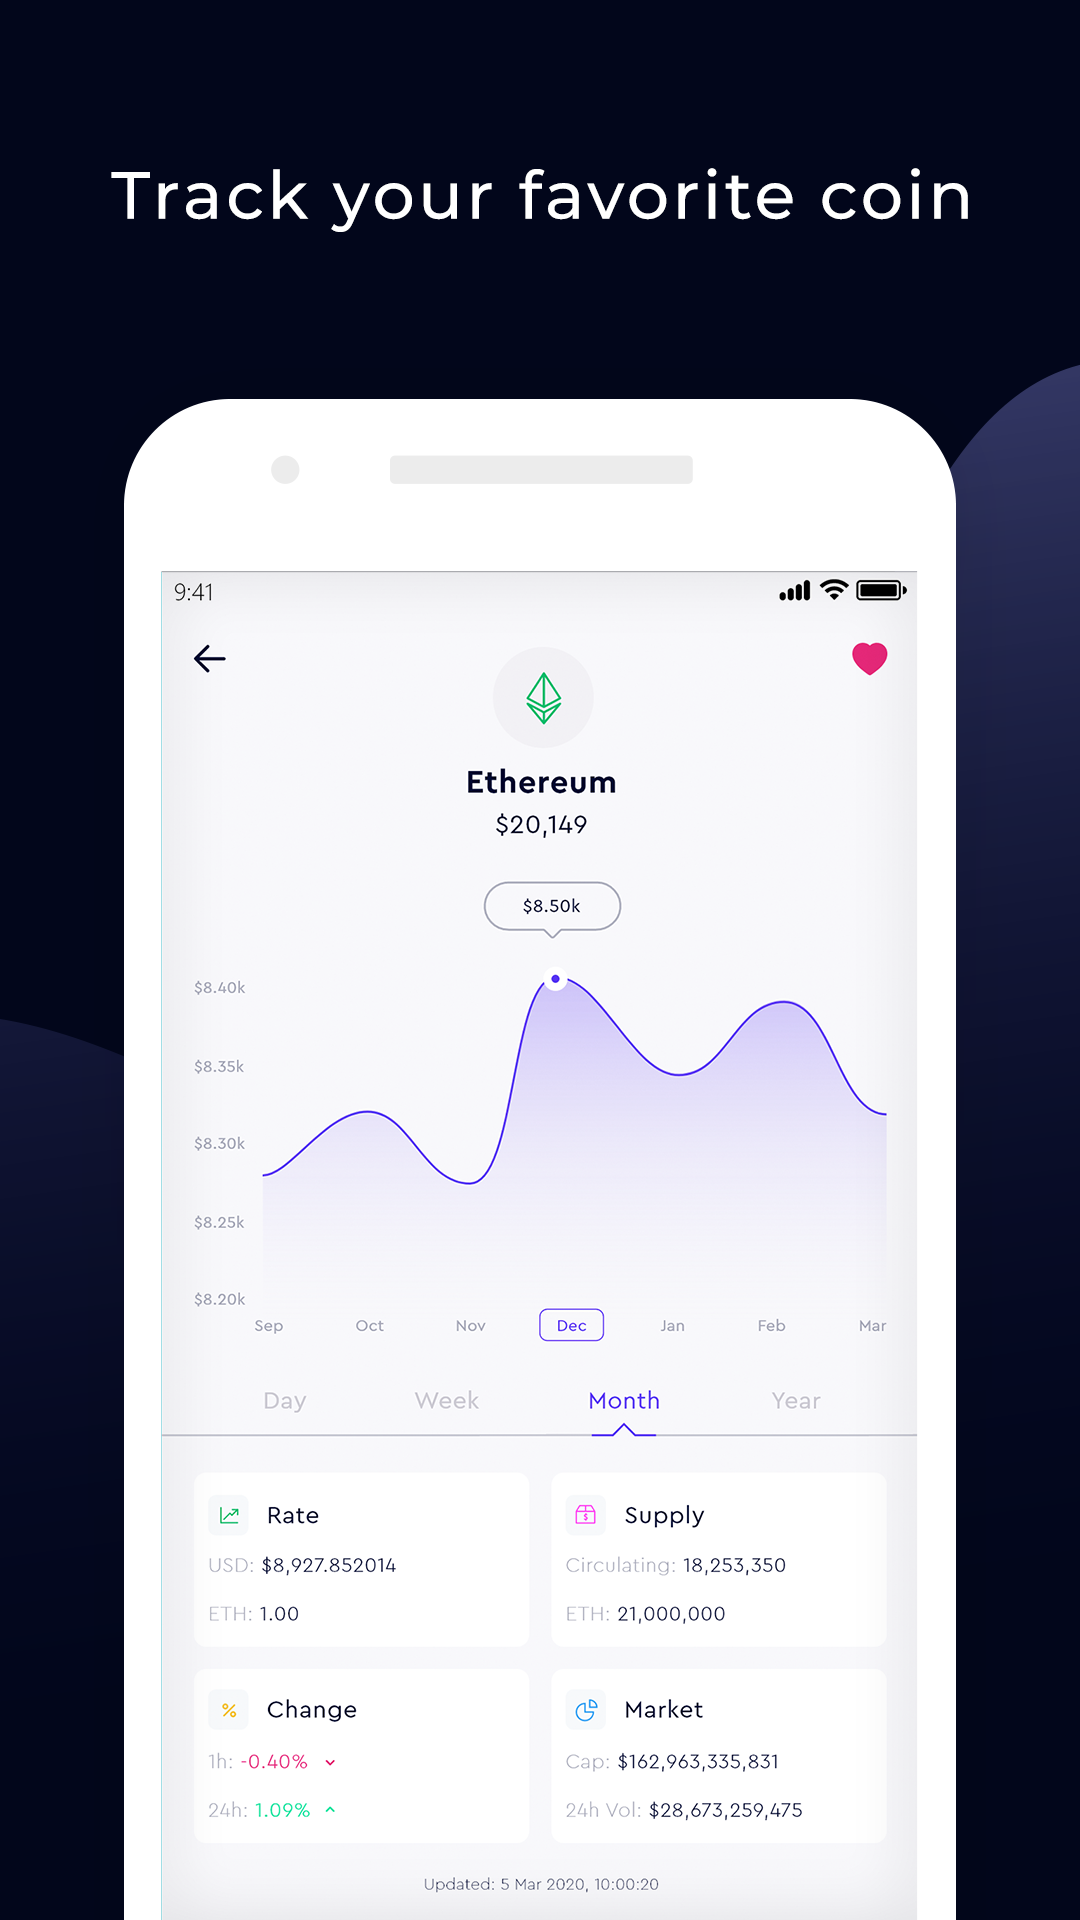 Track your favorite coin
9:41
Ethereum
$20,149
$8.50k
$8.40k
$8.35k
$8.30k
$8.25k
$8.20k
Sep Oct Nov Dec Jan Feb Mar
Day Week Month Year
Rate
USD: $8,927.852014
ETH: 1.00
Supply
$
Circulating: 18,253,350
ETH: 21,000,000
%
Change
1h: -0.40%
24h: 1.09%
Market
Cap: $162,963,335,831
24h Vol: $28,673,259,475
Updated: 5 Mar 2020, 10:00:20